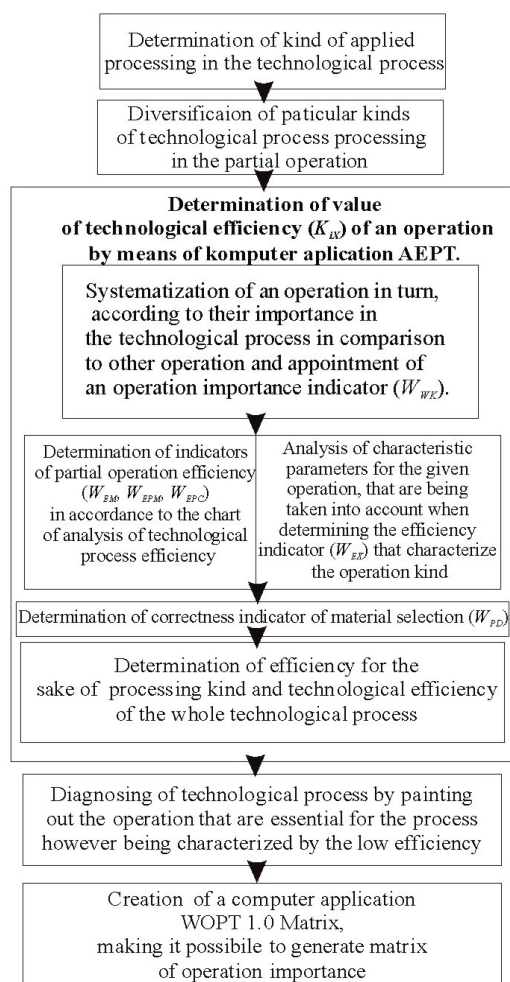 Determination of kind of applied
processing in the technological process
Diversificaion of paticular kinds
of technological process processing
in the partial operation
Determination of value
of technological efficiency (K_iX) of an operation
by means of komputer aplication AEPT.
Systematization of an operation in turn,
according to their importance in
the technological process in comparison
to other operation and appointment of
an operation importance indicator (W_WK).
Determination of indicators
of partial operation efficiency
(W_EM, W_EPM, W_EPC)
in accordance to the chart
of analysis of technological
process efficiency
Analysis of characteristic
parameters for the given
operation, that are being
taken into account when
determining the efficiency
indicator (W_EX) that characterize
the operation kind
Determination of correctness indicator of material selection (W_PD)
Determination of efficiency for the
sake of processing kind and technological efficiency
of the whole technological process
Diagnosing of technological process by painting
out the operation that are essential for the process
however being characterized by the low efficiency
Creation of a computer application
WOPT 1.0 Matrix,
making it possibile to generate matrix
of operation importance